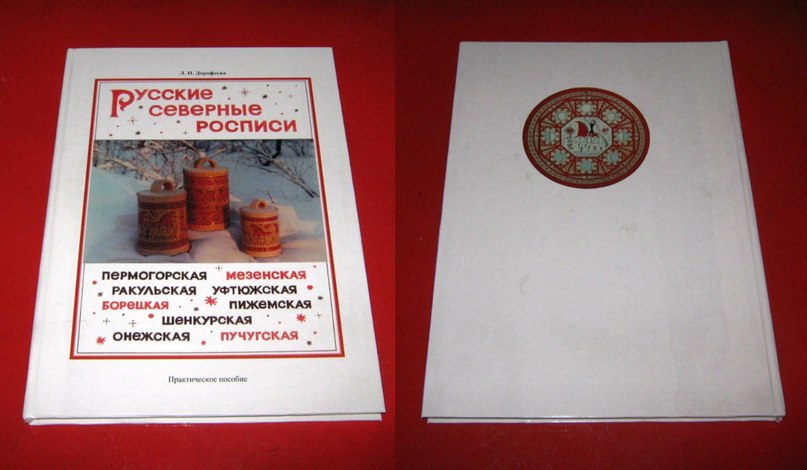 Л. И. Дорофеева
Русские
северные
росписи
пермогорская мезенская
ракульская уфтюжская
борецкая пижемская
шенкурская
онежская пучугская
Практическое пособие